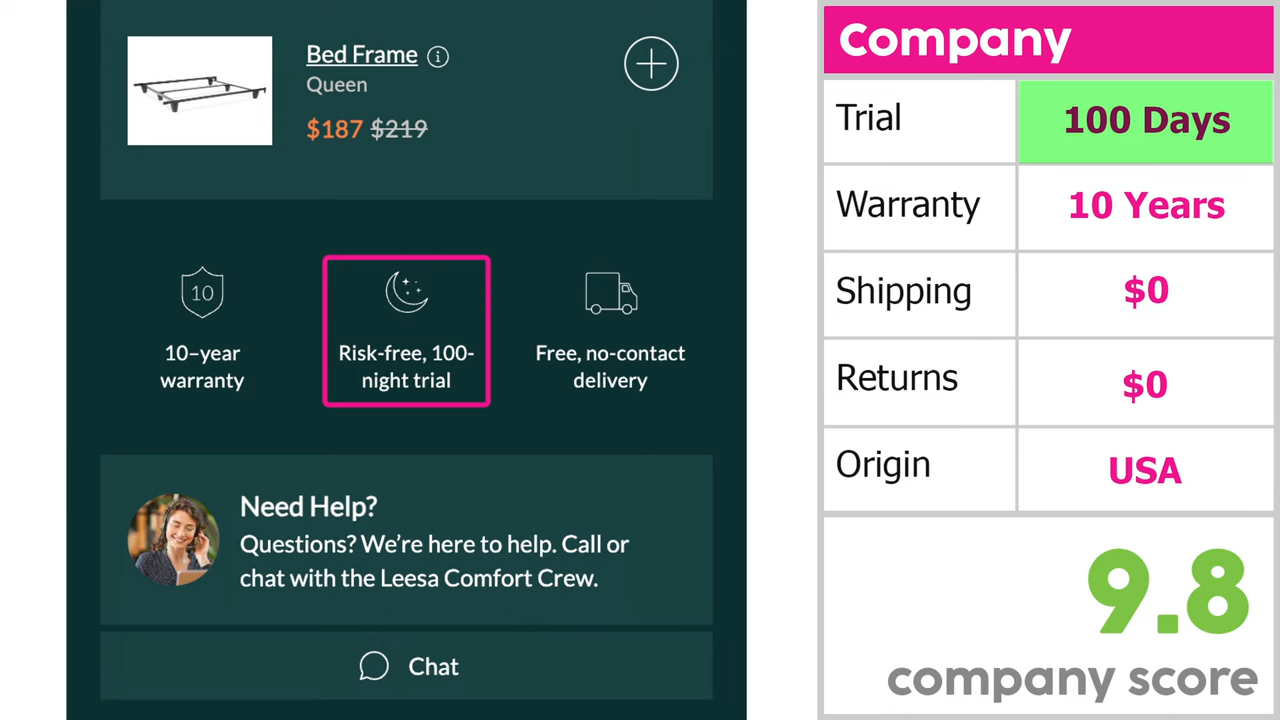 Bed Frame
Queen
$187 $219
10
10–year
warranty
Risk-free, 100-
night trial
Free, no-contact
delivery
Need Help?
Questions? We’re here to help. Call or
chat with the Leesa Comfort Crew.
Chat
Company
Trial 100 Days
Warranty 10 Years
Shipping $0
Returns $0
Origin USA
9.8
company score